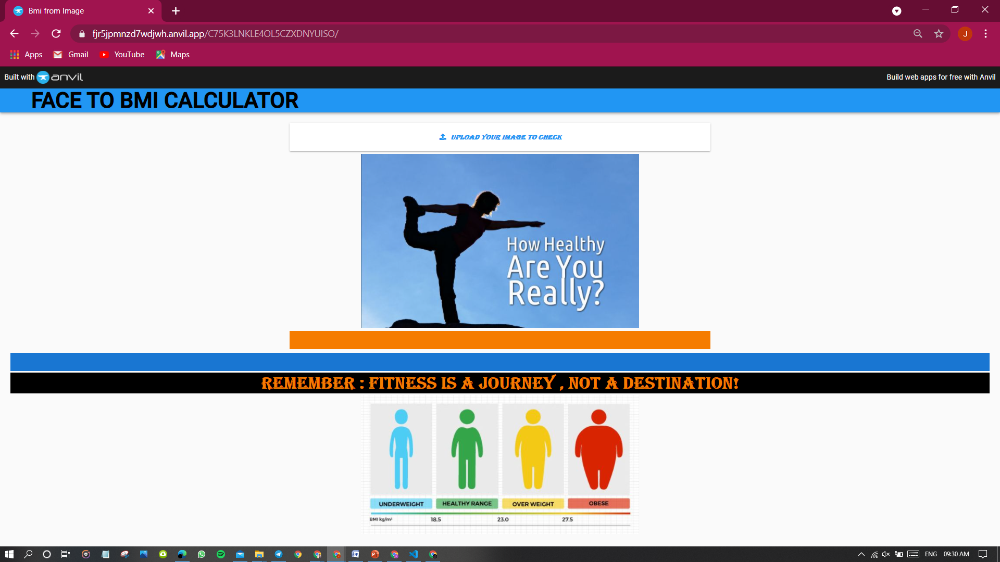 Bmi from Image
fjr5jpmnzd7wdjwh.anvil.app/C75K3LNKLE4OL5CZXDNYUISO/
J
Apps Gmail YouTube Maps
Built with anvil
Build web apps for free with Anvil
FACE TO BMI CALCULATOR
UPLOAD YOUR IMAGE TO CHECK
How Healthy
Are You
Really?
REMEMBER : FITNESS IS A JOURNEY , NOT A DESTINATION!
UNDERWEIGHT HEALTHY RANGE OVER WEIGHT OBESE
BMI kg/m² 18.5 23.0 27.5
ENG 09:30 AM